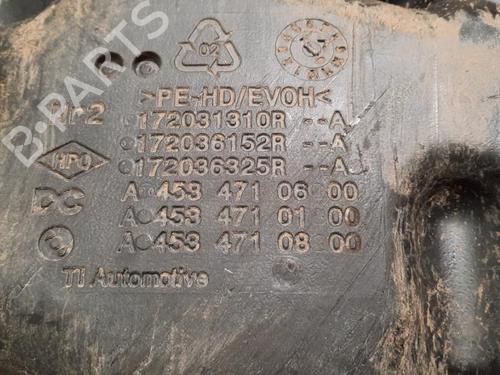 02
>PE-HD/EVOH<
172031310R --A
172036152R --A
HPO 172036325R --A
DC A 453 471 06 00
A 453 471 01 00
A 453 471 08 00
TI Automotive
B-PARTS